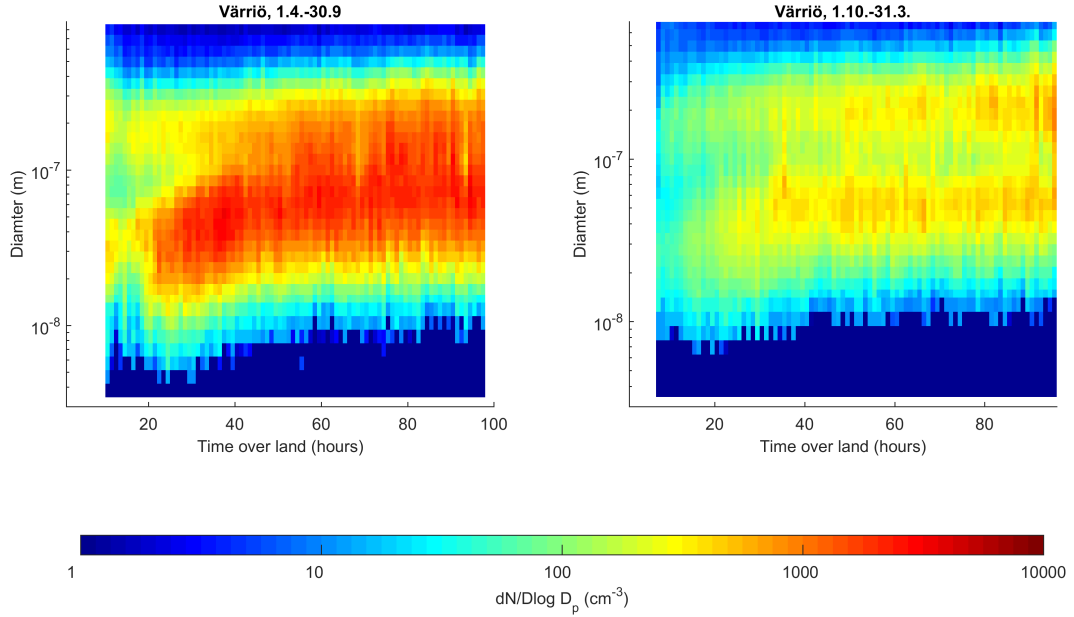 Värriö, 1.4.-30.9
Värriö, 1.10.-31.3.
Diamter (m)
10^-7
10^-8
20 40 60 80 100
Time over land (hours)
Diameter (m)
10^-7
10^-8
20 40 60 80
Time over land (hours)
1 10 100 1000 10000
dN/Dlog D_p (cm^-3)